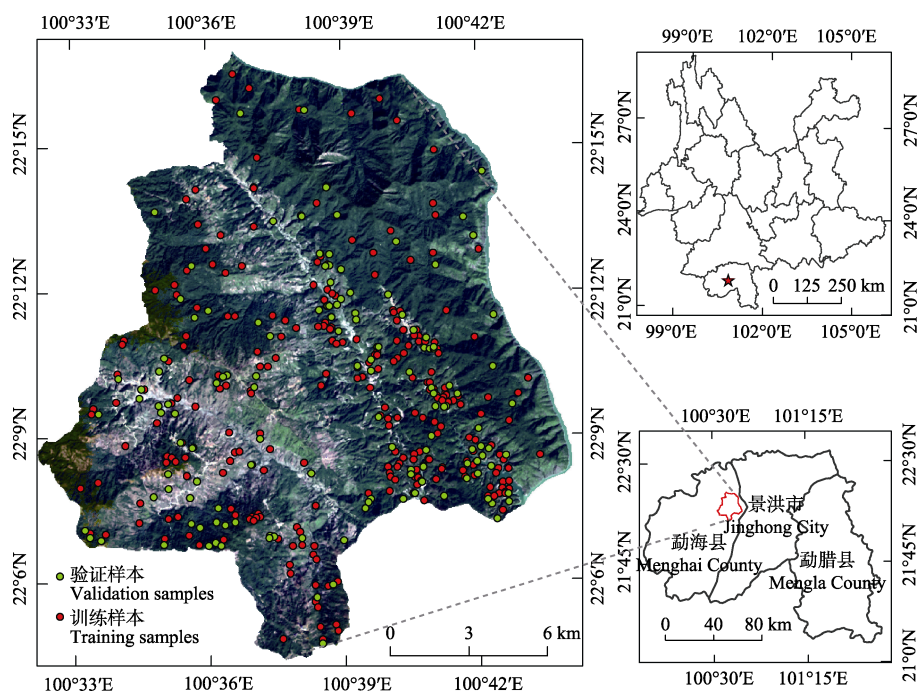 100°33′E 100°36′E 100°39′E 100°42′E
22°15′N
22°12′N
22°9′N
22°6′N
22°15′N
22°12′N
22°9′N
22°6′N
验证样本
Validation samples
训练样本
Training samples
0 3 6 km
100°33′E 100°36′E 100°39′E 100°42′E
99°0′E 102°0′E 105°0′E
27°0′N
24°0′N
21°0′N
27°0′N
24°0′N
21°0′N
0 125 250 km
99°0′E 102°0′E 105°0′E
100°30′E 101°15′E
22°30′N
21°45′N
22°30′N
21°45′N
21°0′N
景洪市
Jinghong City
勐海县
Menghai County
勐腊县
Mengla County
0 40 80 km
100°30′E 101°15′E